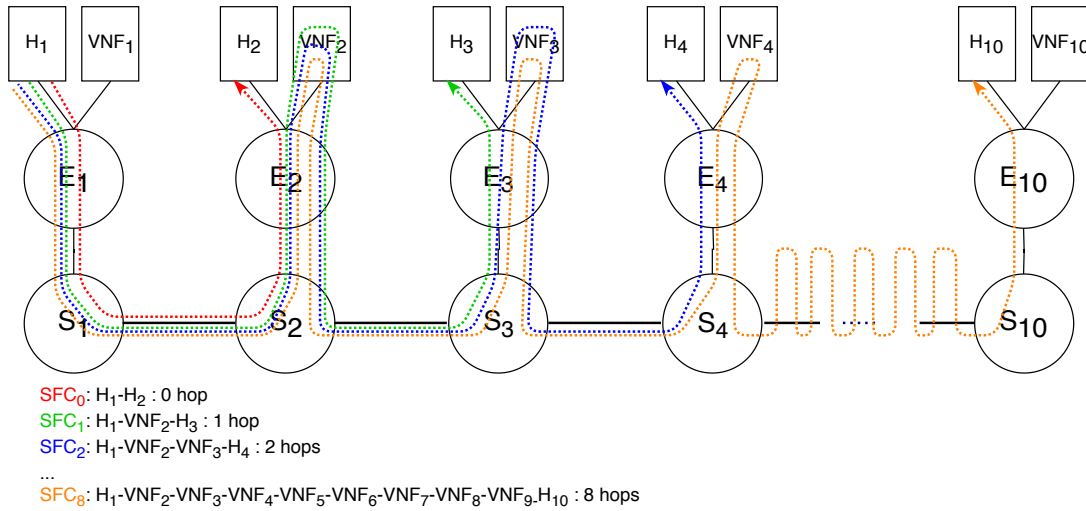 H₁ VNF₁ H₂ VNF₂ H₃ VNF₃ H₄ VNF₄ H₁₀ VNF₁₀
E₁ E₂ E₃ E₄ E₁₀
S₁ S₂ S₃ S₄ ..... S₁₀
SFC₀: H₁-H₂ : 0 hop
SFC₁: H₁-VNF₂-H₃ : 1 hop
SFC₂: H₁-VNF₂-VNF₃-H₄ : 2 hops
...
SFC₈: H₁-VNF₂-VNF₃-VNF₄-VNF₅-VNF₆-VNF₇-VNF₈-VNF₉-H₁₀ : 8 hops